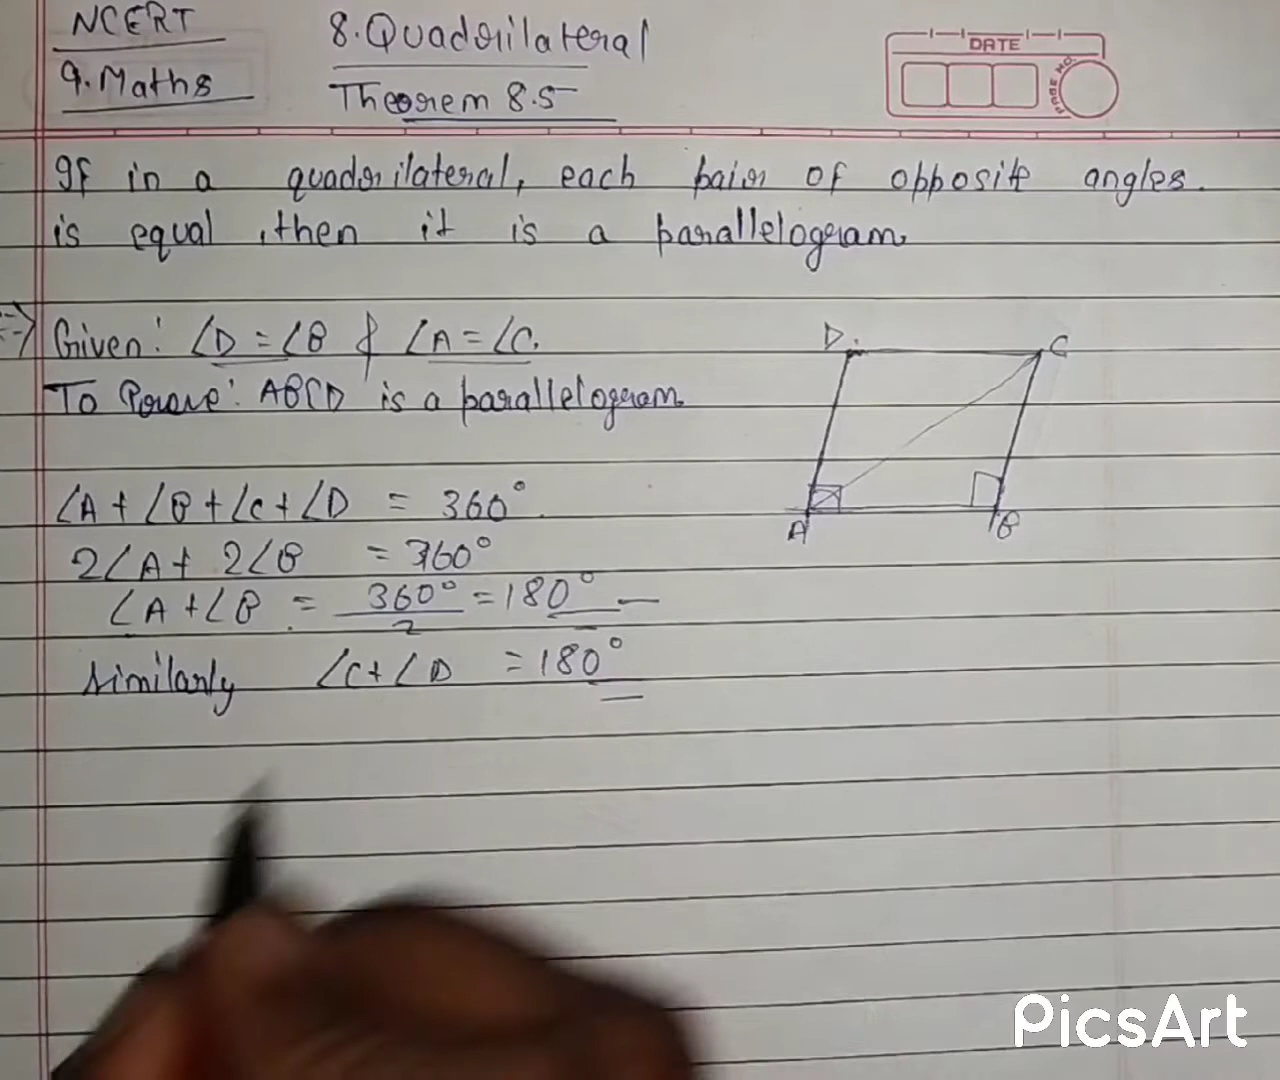 NCERT
9. Maths
8. Quadrilateral
Theorem 8.5
DATE
PAGE NO.
If in a quadrilateral, each pair of opposite angles.
is equal, then it is a parallelogram.
=> Given: ∠D = ∠B & ∠A = ∠C.
To Prove: ABCD is a parallelogram.
D C
A B
∠A + ∠B + ∠C + ∠D = 360°
2∠A + 2∠B = 360°
∠A + ∠B = 360°/2 = 180° —
Similarly ∠C + ∠D = 180°
PicsArt